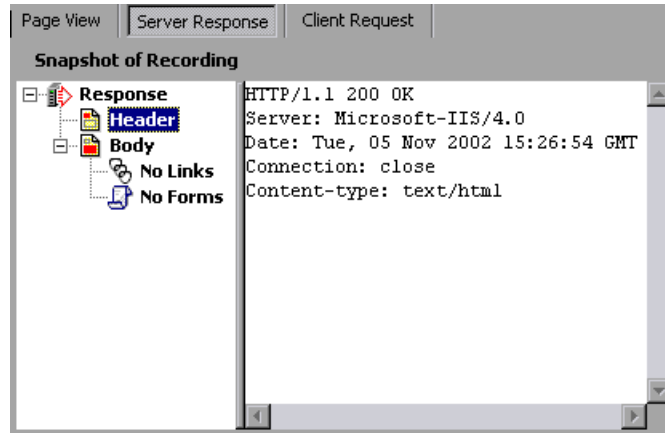 Page View Server Response Client Request
Snapshot of Recording
Response
Header
Body
No Links
No Forms
HTTP/1.1 200 OK
Server: Microsoft-IIS/4.0
Date: Tue, 05 Nov 2002 15:26:54 GMT
Connection: close
Content-type: text/html